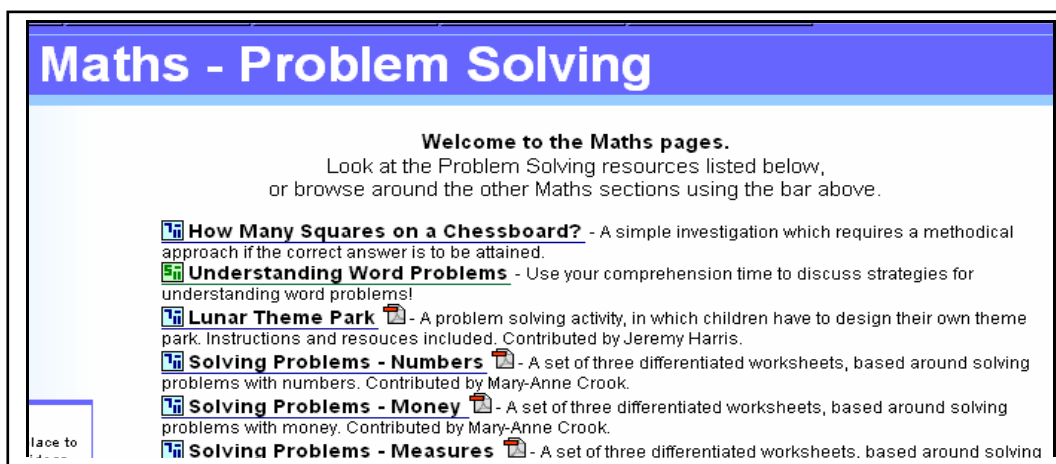 Maths - Problem Solving
Welcome to the Maths pages.
Look at the Problem Solving resources listed below,
or browse around the other Maths sections using the bar above.
How Many Squares on a Chessboard? - A simple investigation which requires a methodical
approach if the correct answer is to be attained.
Understanding Word Problems - Use your comprehension time to discuss strategies for
understanding word problems!
Lunar Theme Park - A problem solving activity, in which children have to design their own theme
park. Instructions and resouces included. Contributed by Jeremy Harris.
Solving Problems - Numbers - A set of three differentiated worksheets, based around solving
problems with numbers. Contributed by Mary-Anne Crook.
Solving Problems - Money - A set of three differentiated worksheets, based around solving
problems with money. Contributed by Mary-Anne Crook.
Solving Problems - Measures - A set of three differentiated worksheets, based around solving
lace to